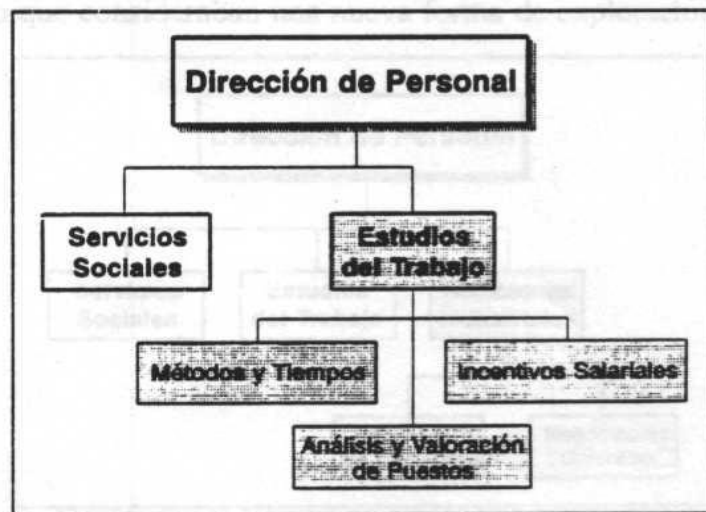 Dirección de Personal
Servicios
Sociales
Estudios
del Trabajo
Métodos y Tiempos
Incentivos Salariales
Análisis y Valoración
de Puestos